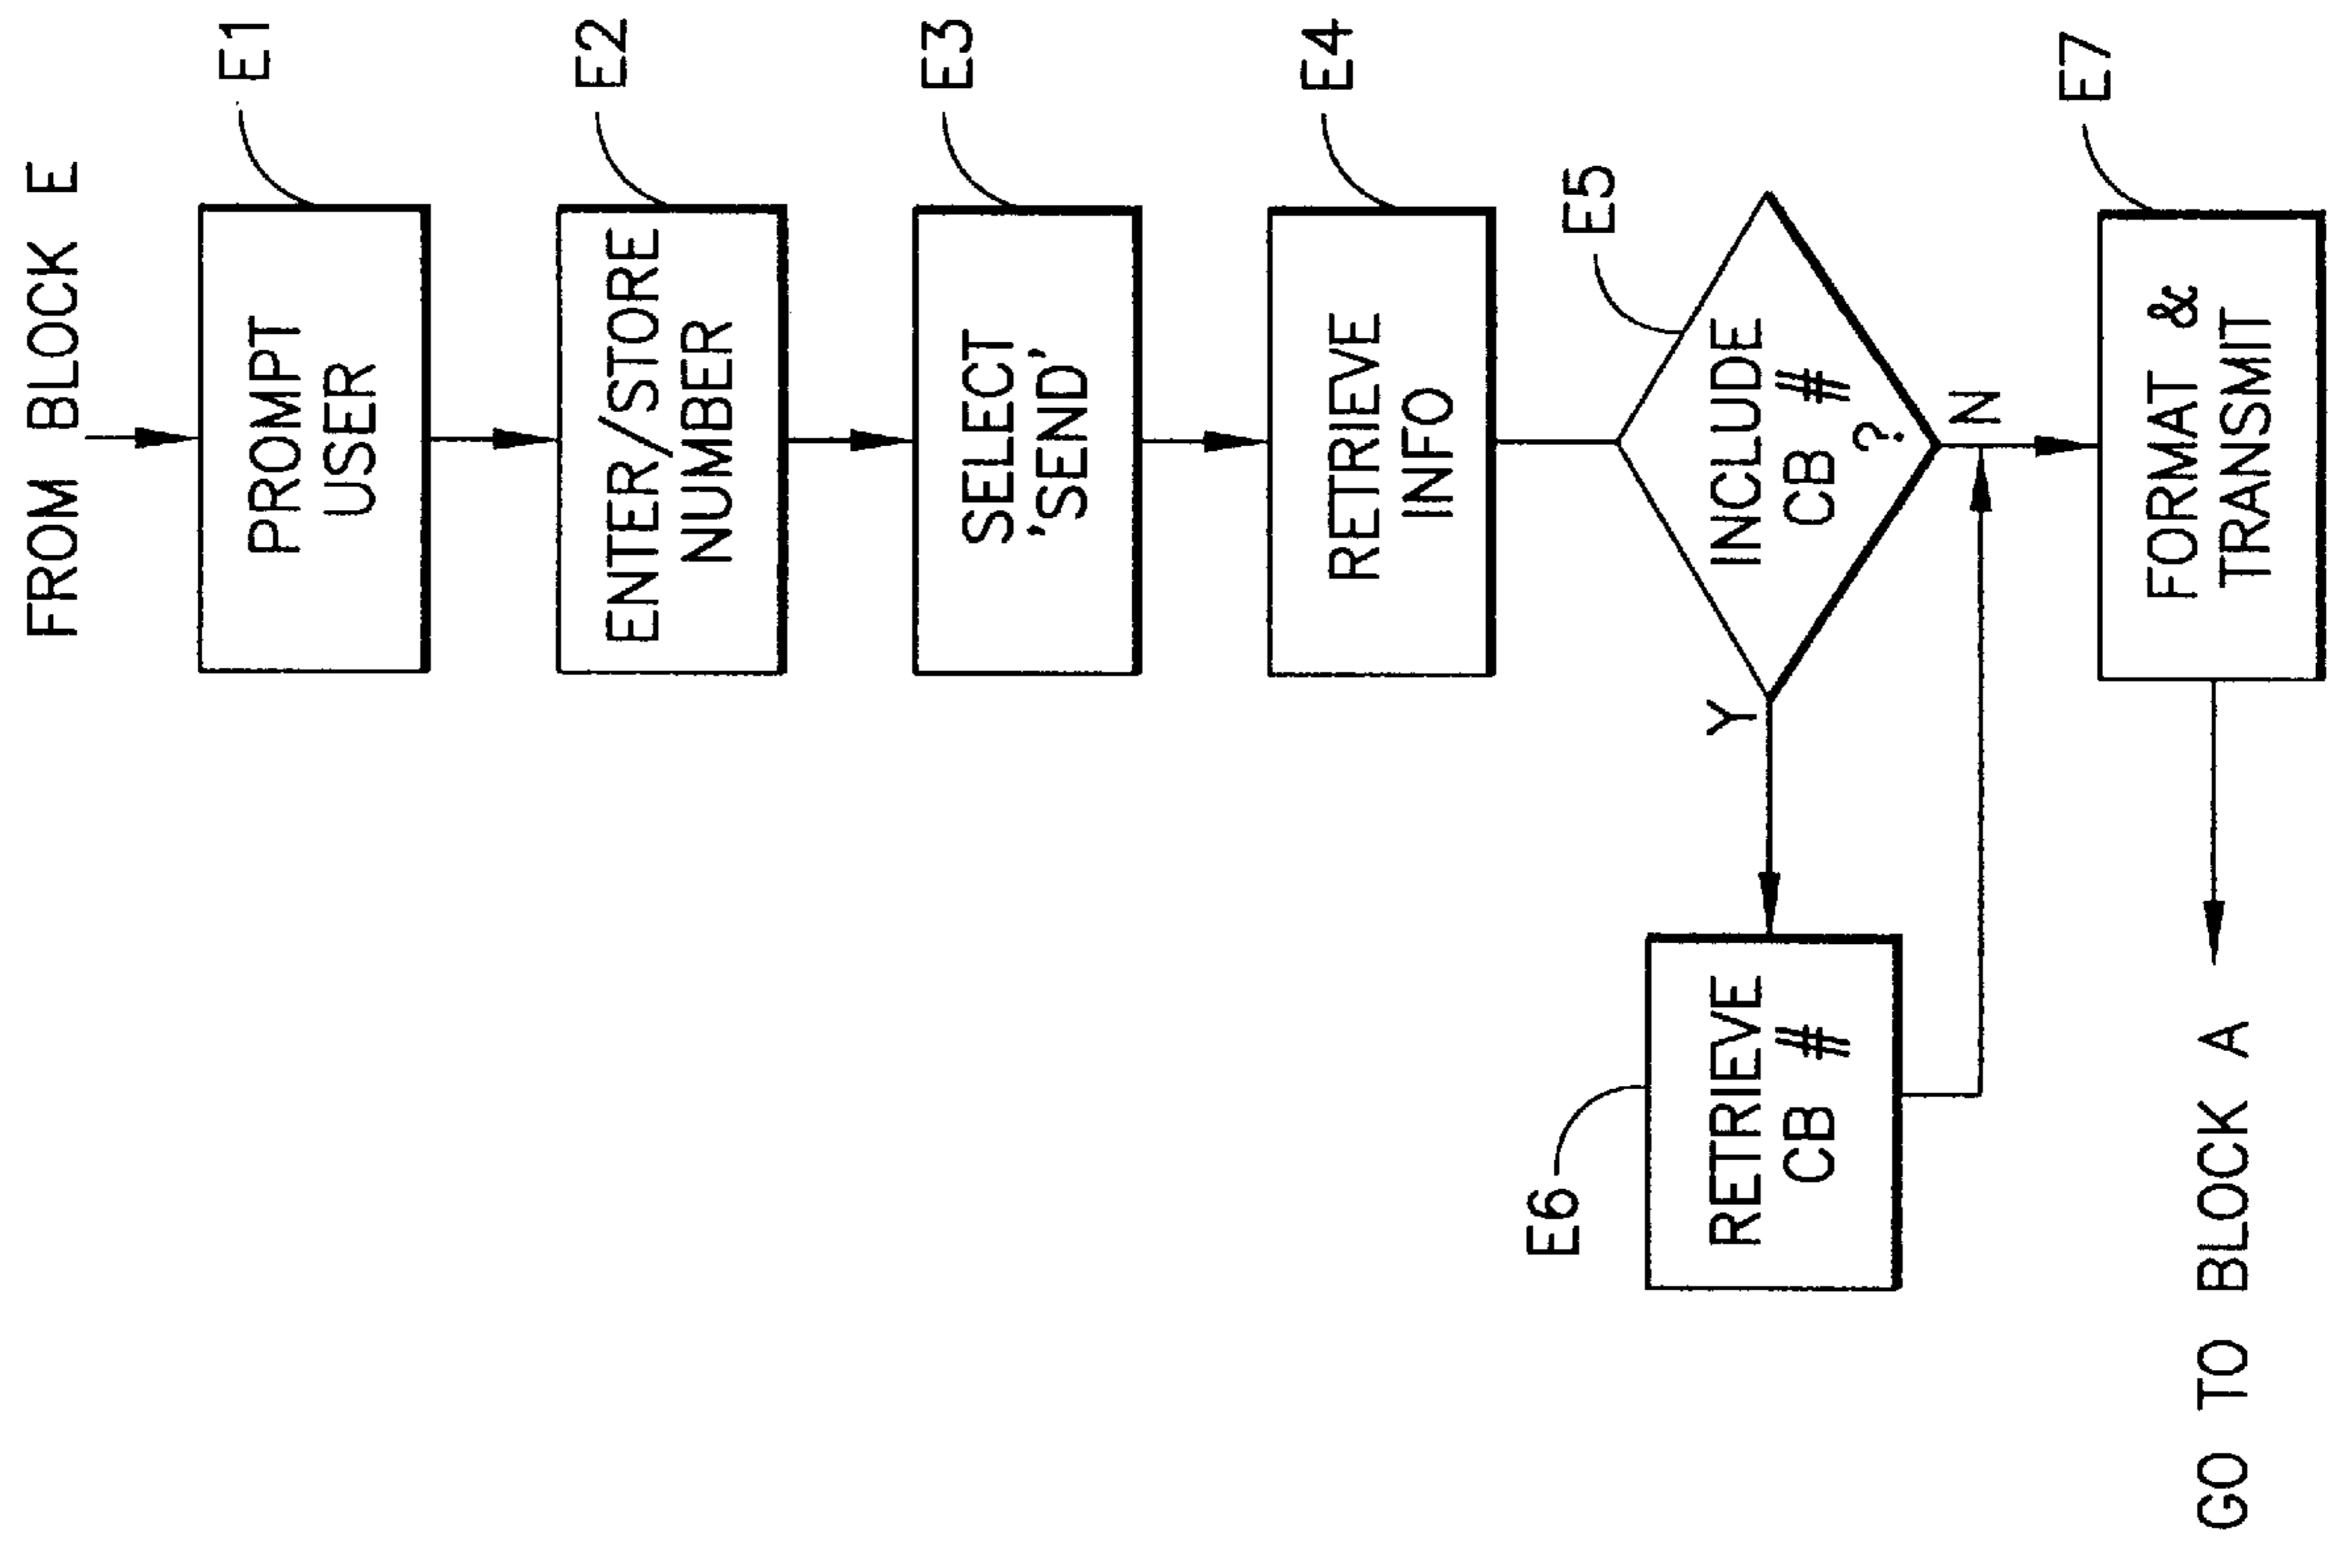 FROM BLOCK E
E1
PROMPT
USER
E2
ENTER/STORE
NUMBER
E3
SELECT
'SEND'
E4
RETRIEVE
INFO
E5
INCLUDE
CB #
?
Y
N
E6
RETRIEVE
CB #
E7
FORMAT &
TRANSMIT
GO TO BLOCK A